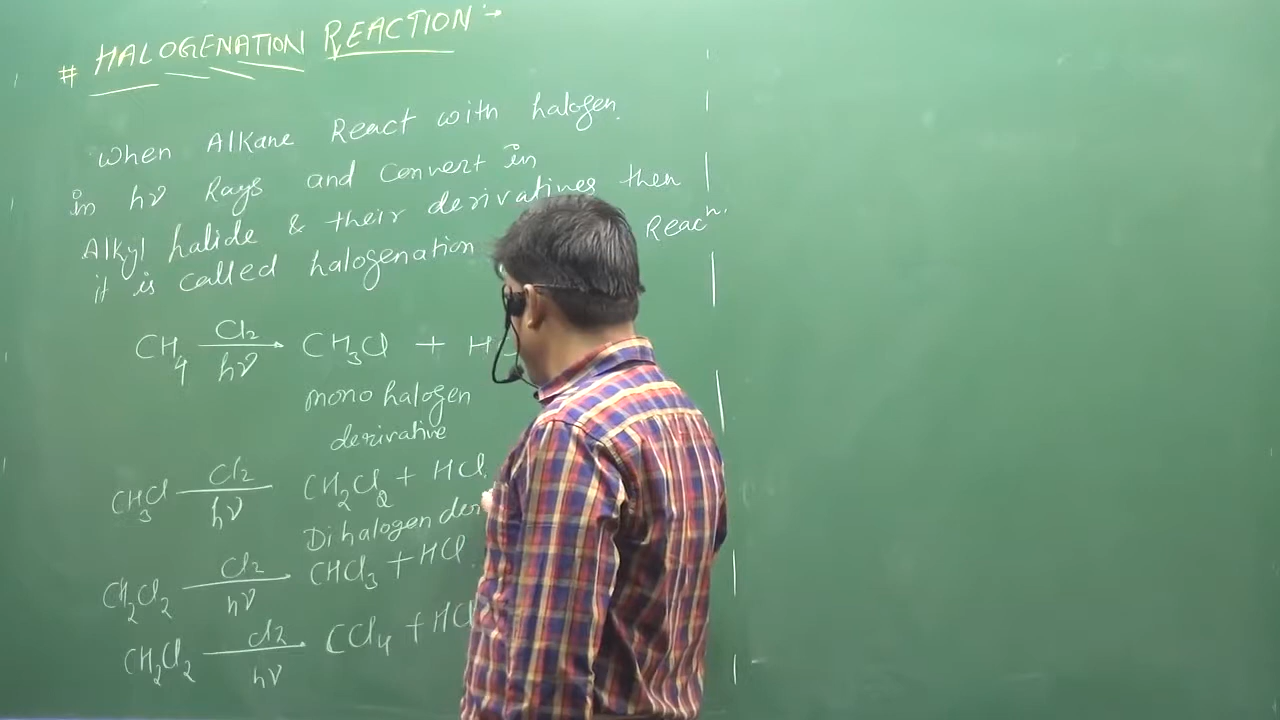 # HALOGENATION REACTION :→
When Alkane React with halogen.
in hν Rays and Convert in
Alkyl halide & their derivatives then
it is called halogenation Reacⁿ.
CH₄ Cl₂ hν → CH₃Cl + H
mono halogen
derivative
CH₃Cl Cl₂ hν — CH₂Cl₂ + HCl
Dihalogen der
CH₂Cl₂ Cl₂ hν → CHCl₃ + HCl.
CH₂Cl₂ Cl₂ hν → CCl₄ + HCl